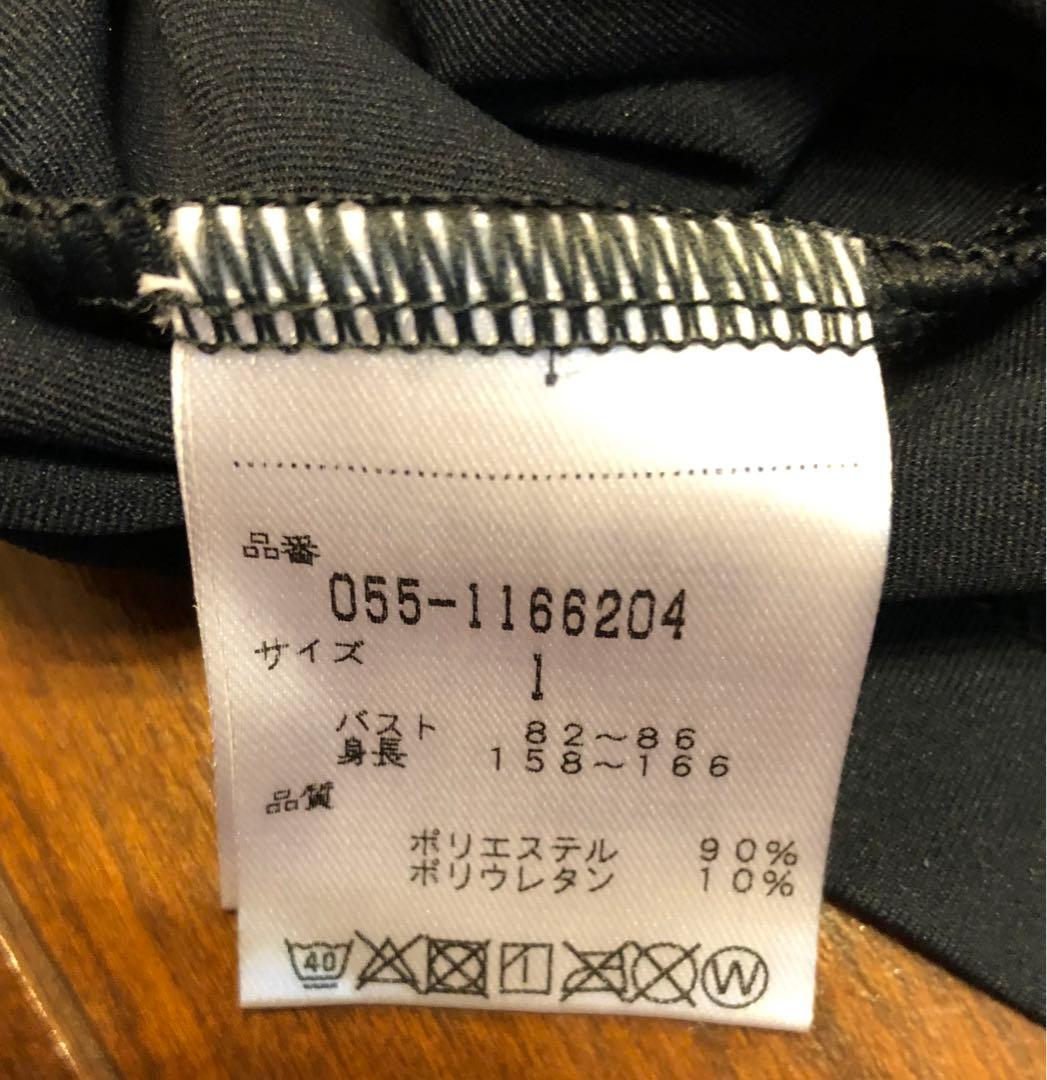 品番
055-1166204
サイズ
1
バスト 82～86
身長 158～166
品質
ポリエステル 90%
ポリウレタン 10%
40 W